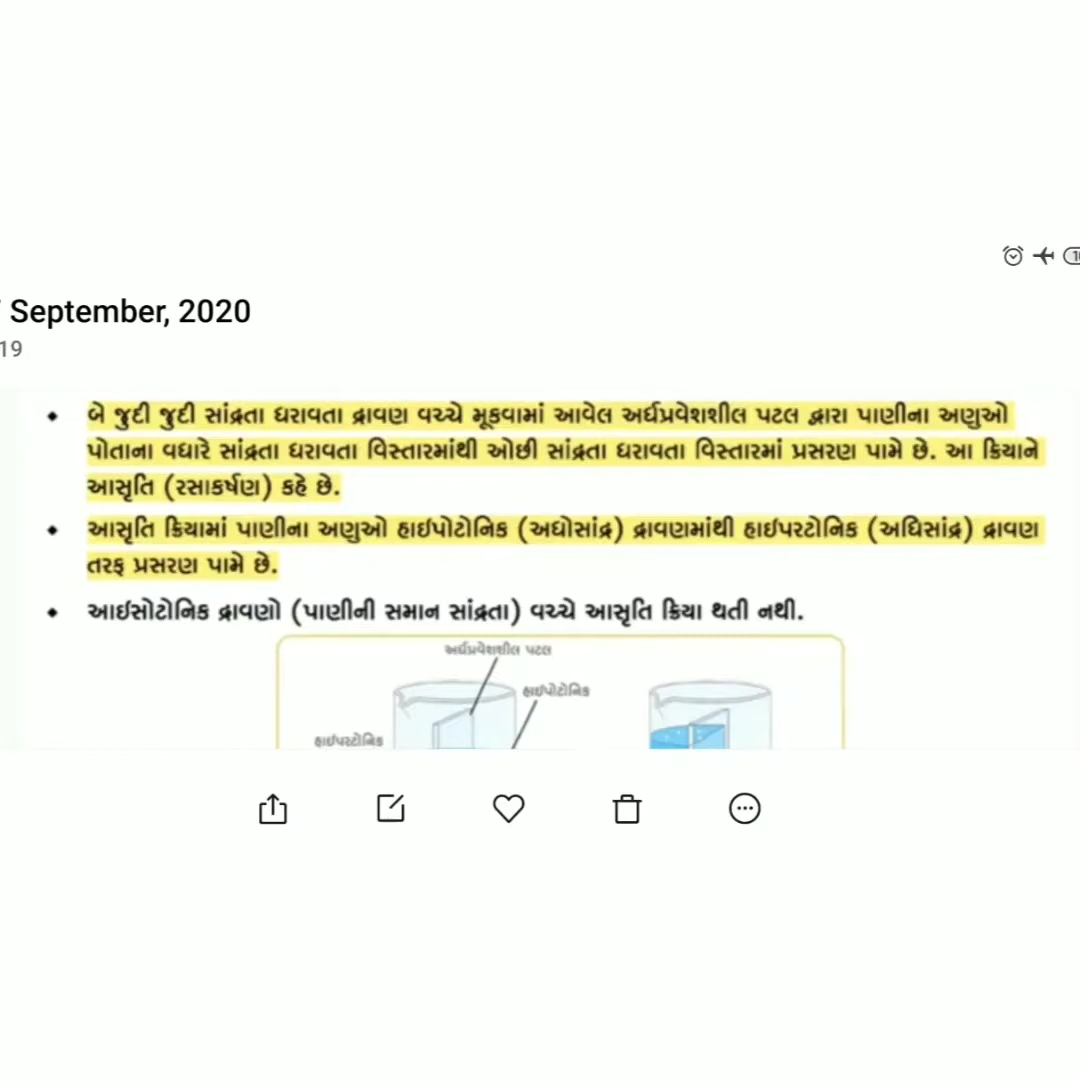 September, 2020
19
• બે જુદી જુદી સાંદ્રતા ધરાવતા દ્રાવણ વચ્ચે મૂકવામાં આવેલ અર્ધપ્રવેશશીલ પટલ દ્વારા પાણીના અણુઓ
પોતાના વધારે સાંદ્રતા ધરાવતા વિસ્તારમાંથી ઓછી સાંદ્રતા ધરાવતા વિસ્તારમાં પ્રસરણ પામે છે. આ ક્રિયાને
આસૃતિ (રસાકર્ષણ) કહે છે.
• આસૃતિ ક્રિયામાં પાણીના અણુઓ હાઈપોટોનિક (અધોસાંદ્ર) દ્રાવણમાંથી હાઈપરટોનિક (અધિસાંદ્ર) દ્રાવણ
તરફ પ્રસરણ પામે છે.
• આઈસોટોનિક દ્રાવણો (પાણીની સમાન સાંદ્રતા) વચ્ચે આસૃતિ ક્રિયા થતી નથી.
અર્ધપ્રવેશશીલ પટલ
હાઈપોટોનિક
હાઈપરટોનિક